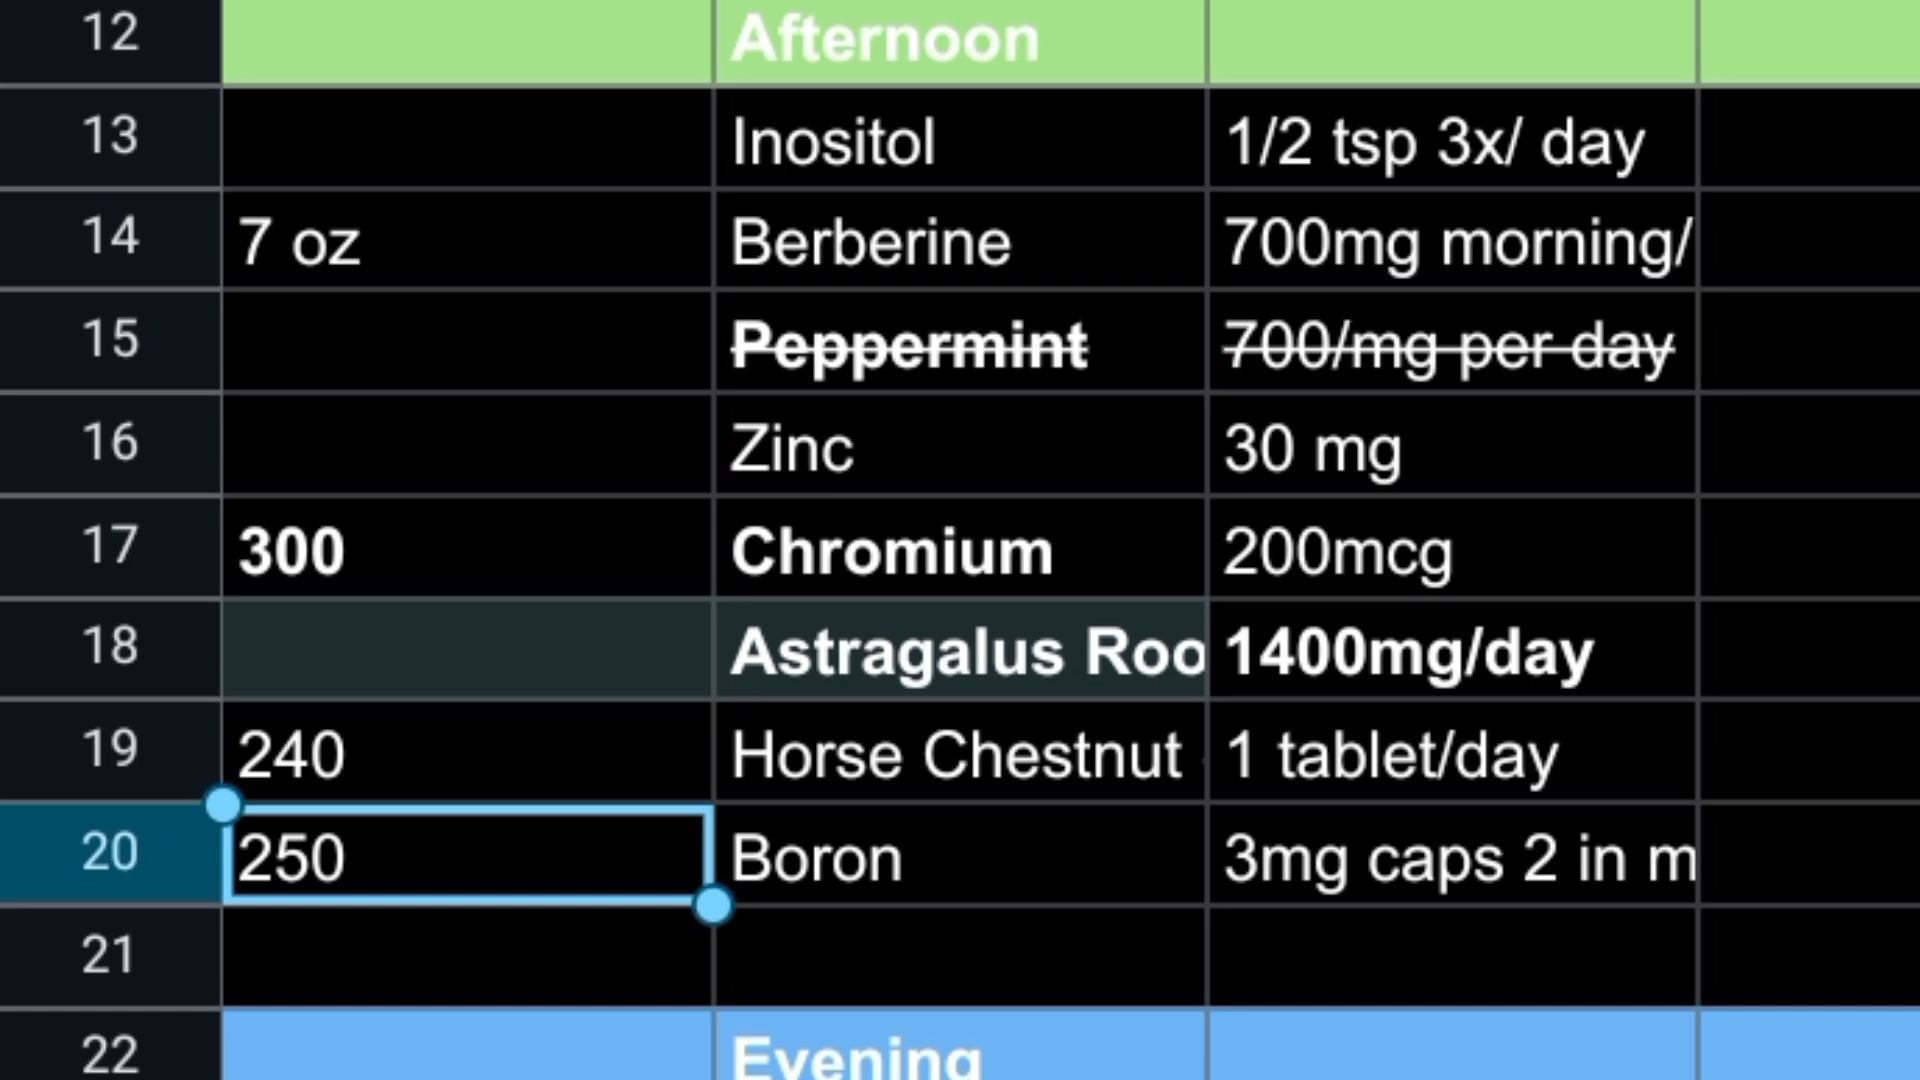 12 Afternoon
13 Inositol 1/2 tsp 3x/ day
14 7 oz Berberine 700mg morning/
15 Peppermint 700/mg per day
16 Zinc 30 mg
17 300 Chromium 200mcg
18 Astragalus Roo 1400mg/day
19 240 Horse Chestnut 1 tablet/day
20 250 Boron 3mg caps 2 in m
21
22 Evening